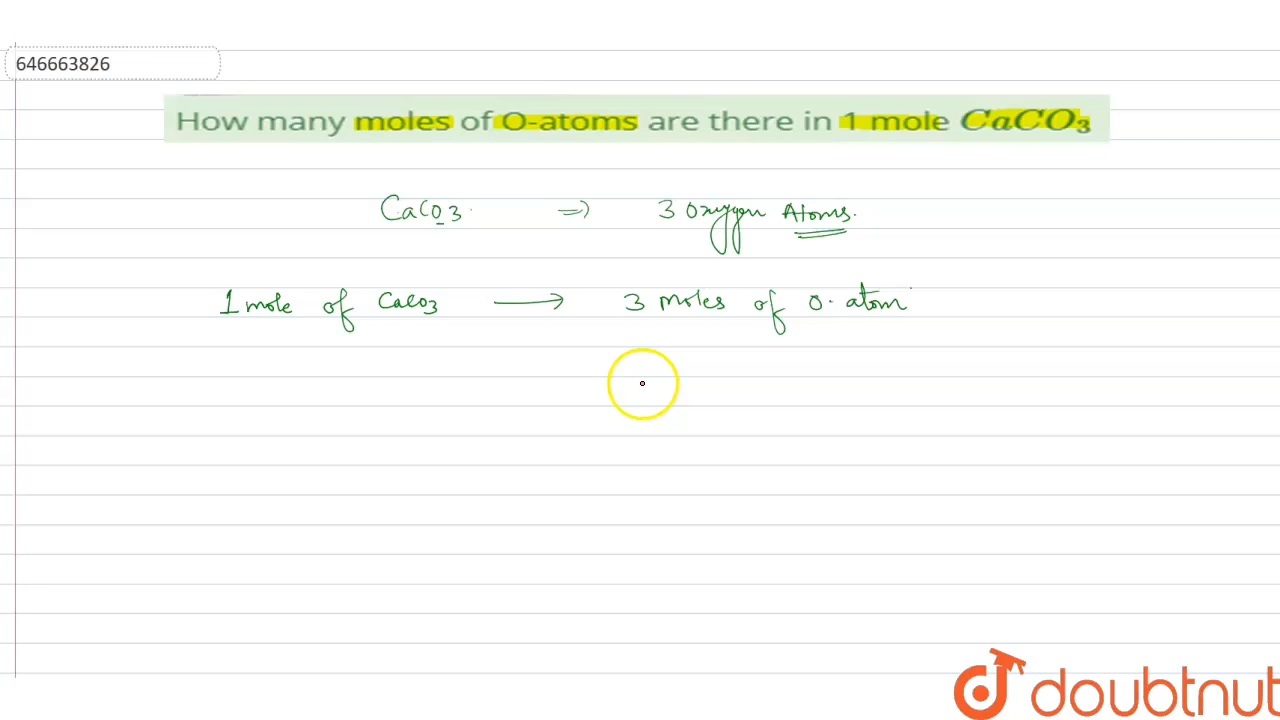 646663826
How many moles of O-atoms are there in 1 mole CaCO₃
CaCO3 ⇒ 3 Oxygen Atoms.
1 mole of CaCO3 → 3 moles of O. atom
doubtnut